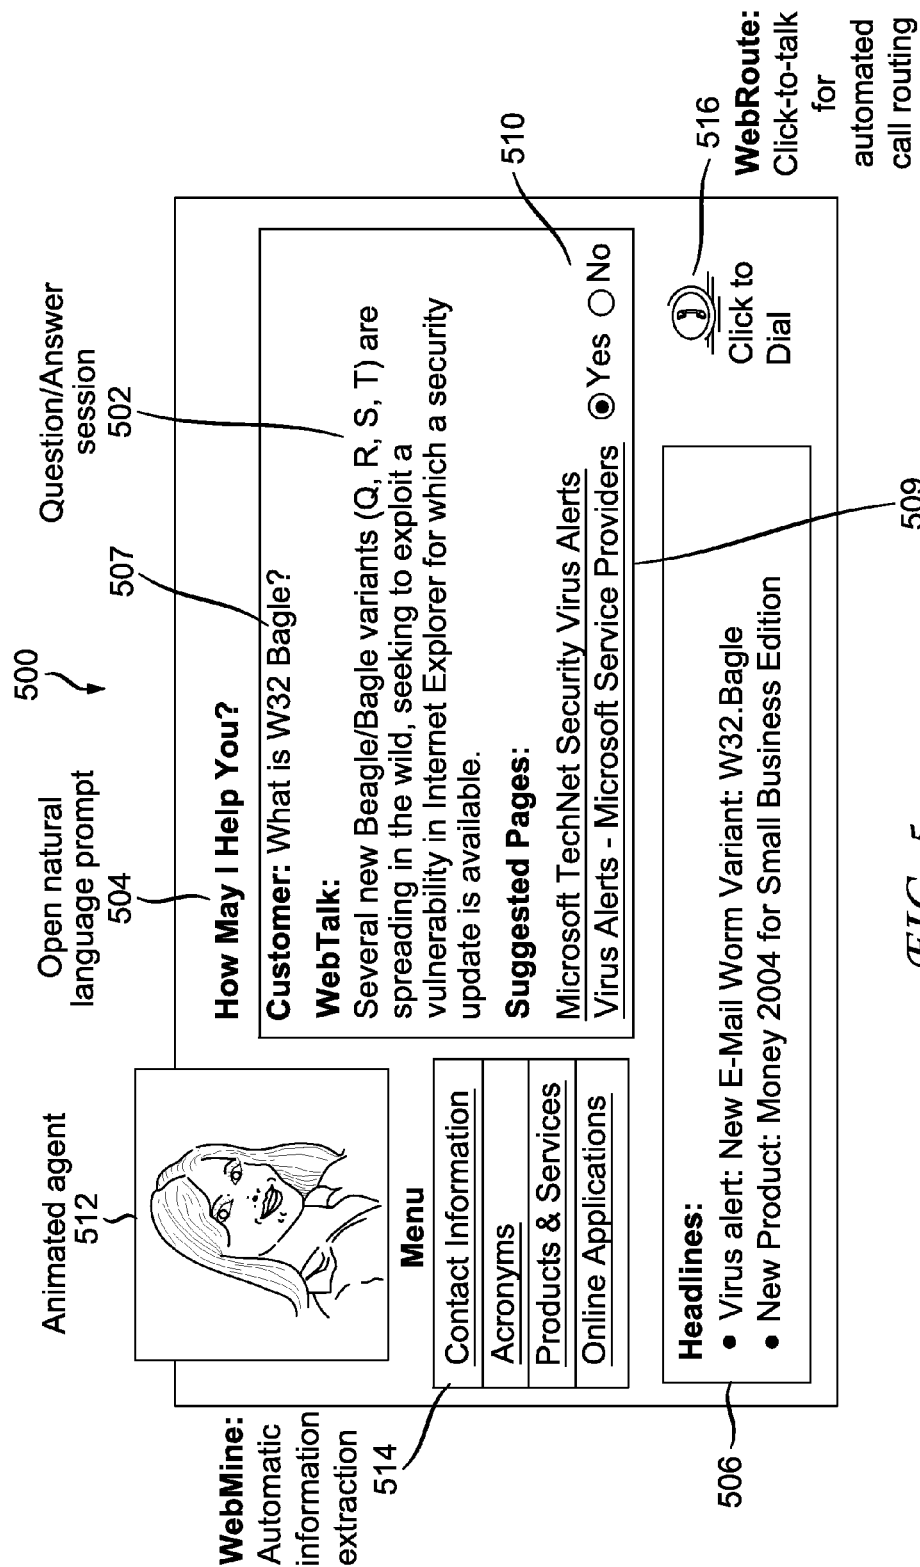 500
Animated agent
512
Open natural
language prompt
504
507
Question/Answer
session
502
WebMine:
Automatic
information
extraction
514
How May I Help You?
Customer: What is W32 Bagle?
WebTalk:
Several new Beagle/Bagle variants (Q, R, S, T) are
spreading in the wild, seeking to exploit a
vulnerability in Internet Explorer for which a security
update is available.
Suggested Pages:
Microsoft TechNet Security Virus Alerts
Virus Alerts - Microsoft Service Providers
Yes No
510
Menu
Contact Information
Acronyms
Products & Services
Online Applications
Click to
Dial
516
WebRoute:
Click-to-talk
for
automated
call routing
Headlines:
• Virus alert: New E-Mail Worm Variant: W32.Bagle
• New Product: Money 2004 for Small Business Edition
506
509